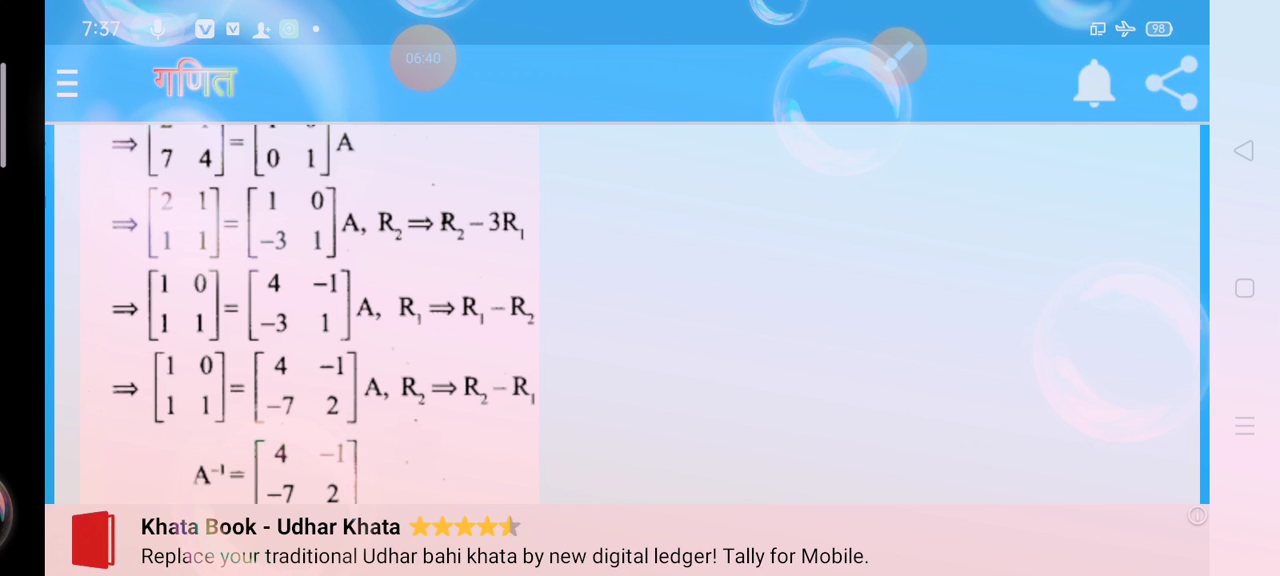 7:37
98
06:40
गणित
⇒ [7 4] = [0 1] A
⇒ [2 1; 1 1] = [1 0; −3 1] A, R₂ ⇒ R₂ − 3R₁
⇒ [1 0; 1 1] = [4 −1; −3 1] A, R₁ ⇒ R₁ − R₂
⇒ [1 0; 1 1] = [4 −1; −7 2] A, R₂ ⇒ R₂ − R₁
A⁻¹ = [4 −1; −7 2]
Khata Book - Udhar Khata
Replace your traditional Udhar bahi khata by new digital ledger! Tally for Mobile.